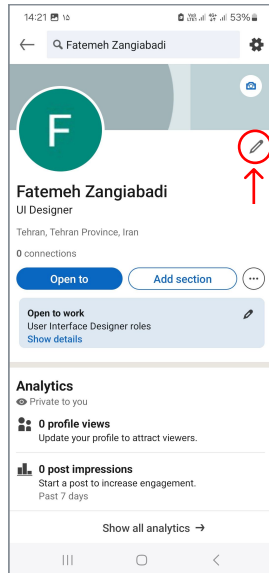 14:21
53%
Fatemeh Zangiabadi
F
Fatemeh Zangiabadi
UI Designer
Tehran, Tehran Province, Iran
0 connections
Open to
Add section
Open to work
User Interface Designer roles
Show details
Analytics
Private to you
0 profile views
Update your profile to attract viewers.
0 post impressions
Start a post to increase engagement.
Past 7 days
Show all analytics →